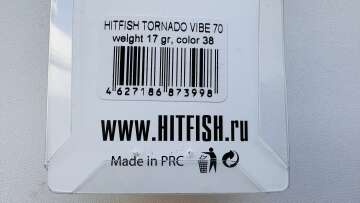 HITFISH TORNADO VIBE 70
weight 17 gr, color 38
4 627186 873998
www.HITFISH.ru
Made in PRC